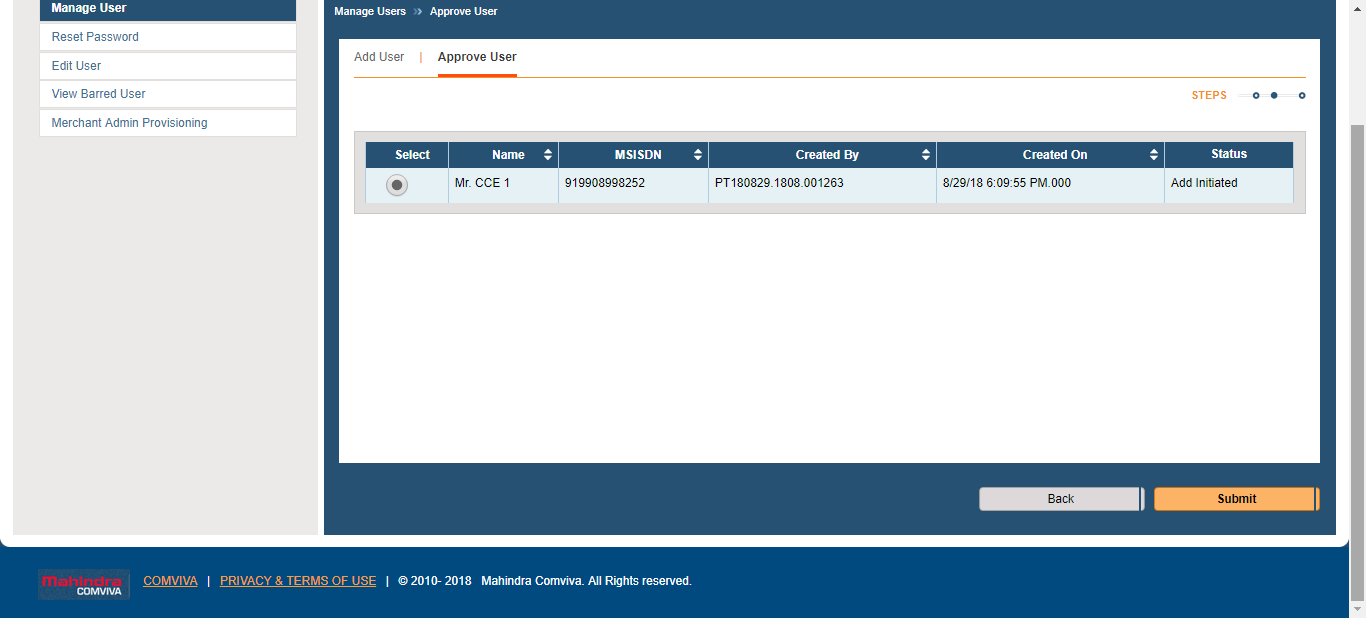 Manage User
Reset Password
Edit User
View Barred User
Merchant Admin Provisioning
Manage Users » Approve User
Add User | Approve User
STEPS
Select Name MSISDN Created By Created On Status
Mr. CCE 1 919908998252 PT180829.1808.001263 8/29/18 6:09:55 PM.000 Add Initiated
Back Submit
Mahindra
COMVIVA
COMVIVA | PRIVACY & TERMS OF USE | © 2010- 2018 Mahindra Comviva. All Rights reserved.